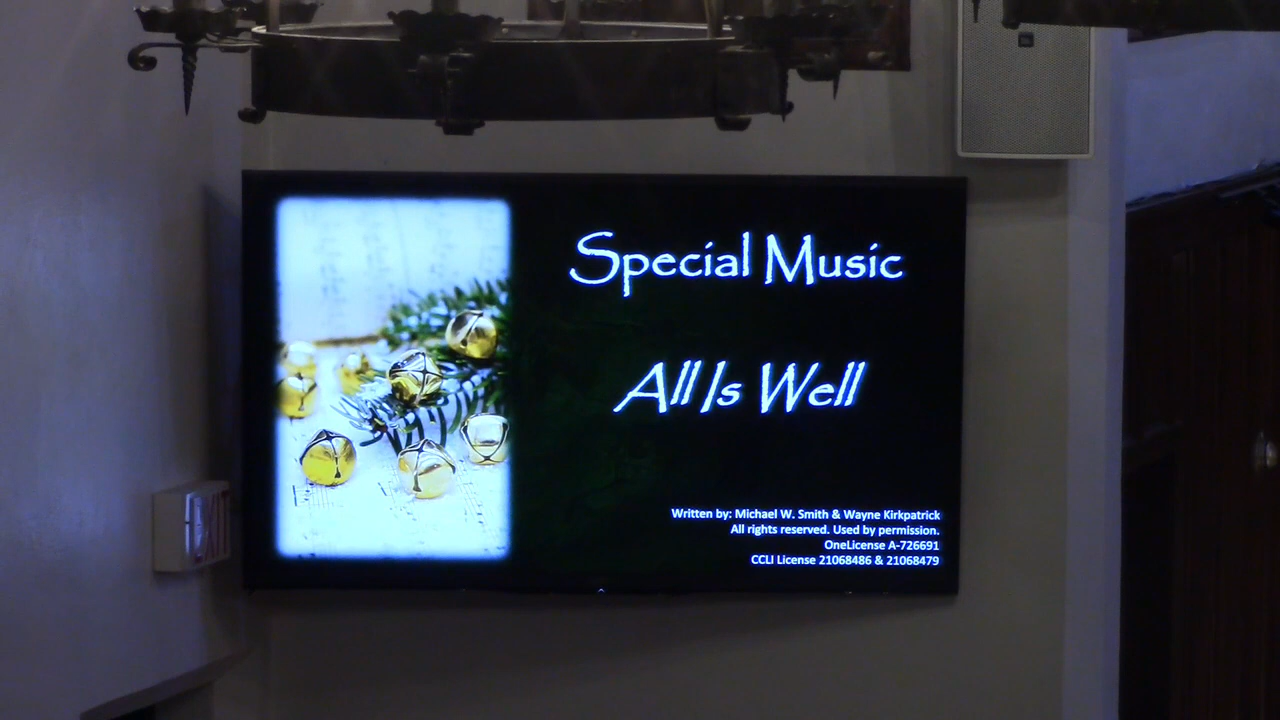 Special Music
All Is Well
Written by: Michael W. Smith & Wayne Kirkpatrick
All rights reserved. Used by permission.
OneLicense A-726691
CCLI License 21068486 & 21068479
EXIT